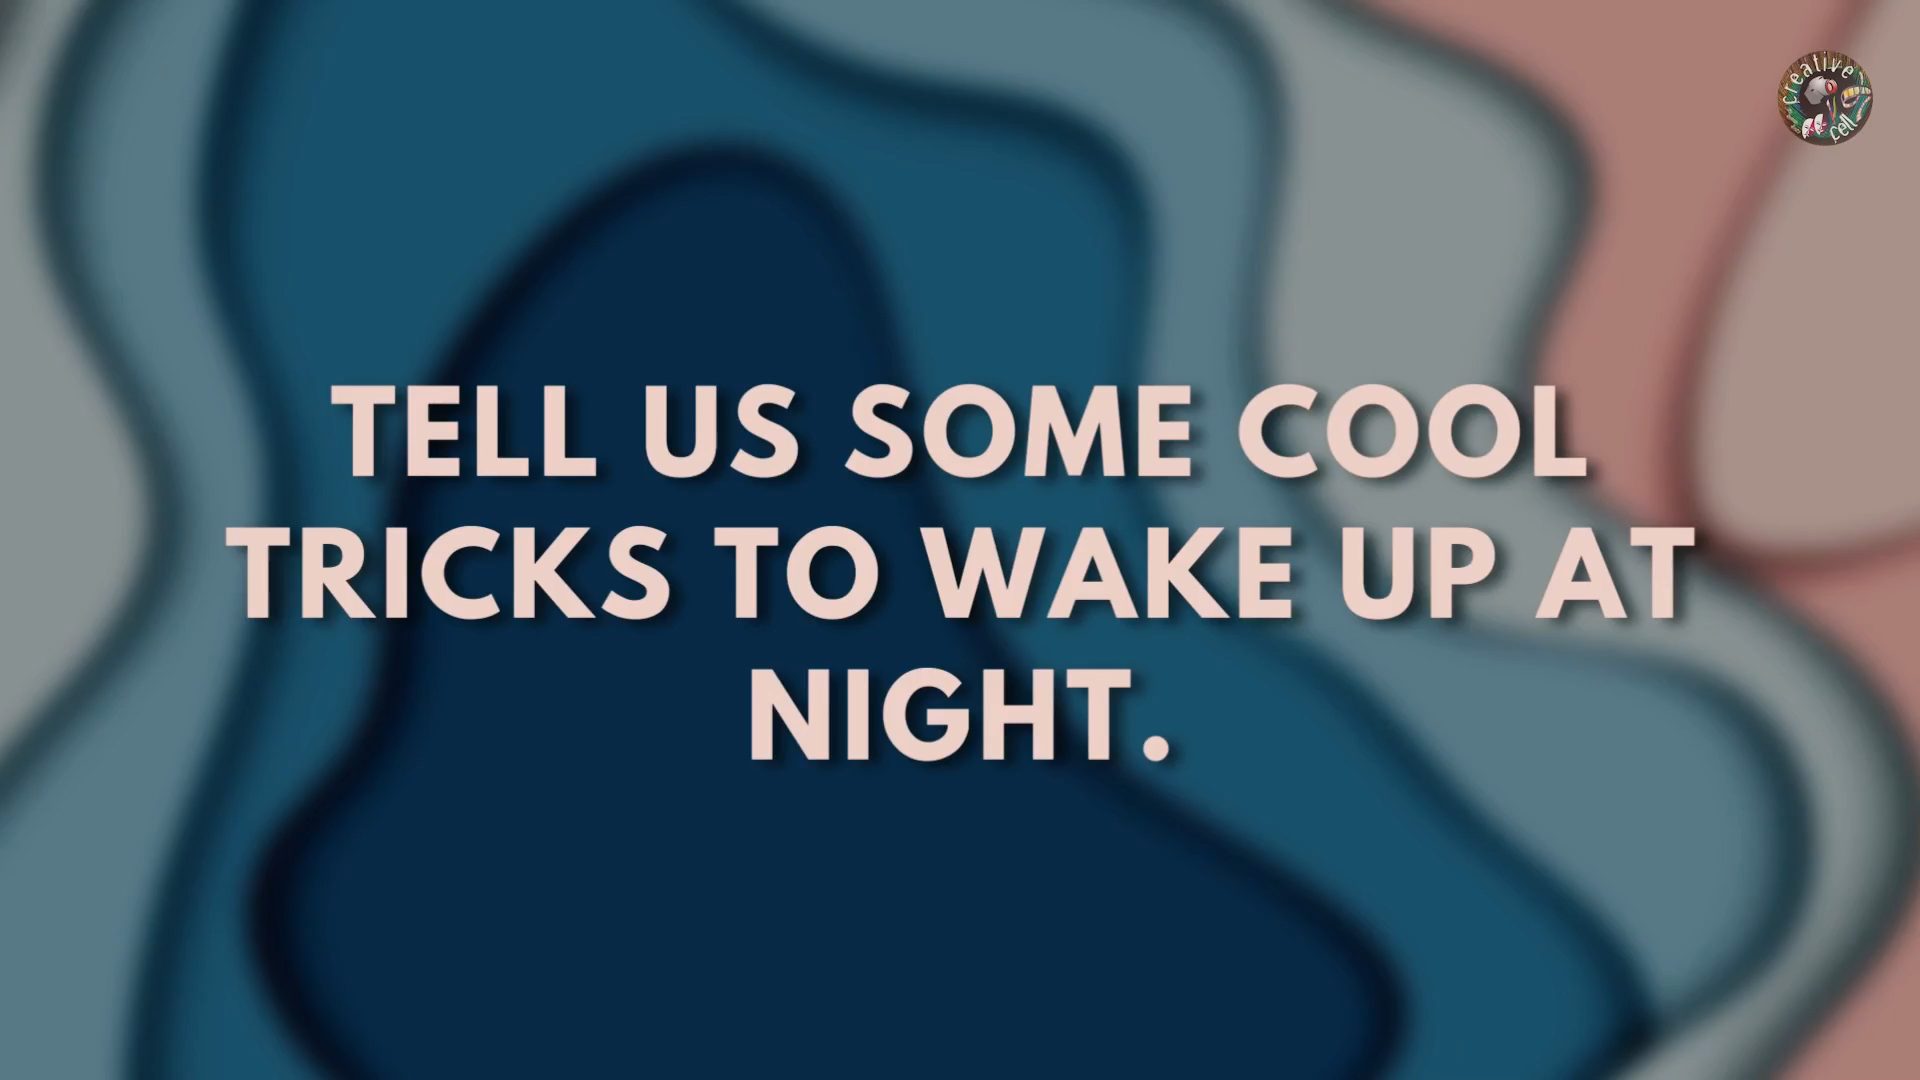 creative
cell
TELL US SOME COOL
TRICKS TO WAKE UP AT
NIGHT.